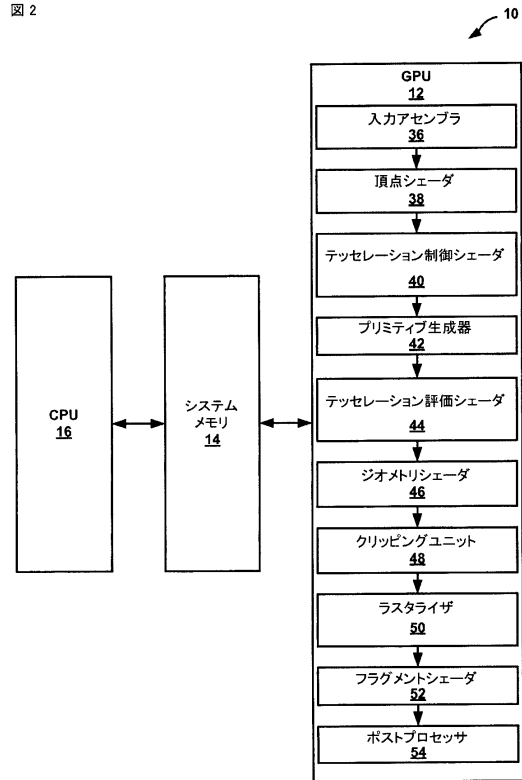 図 2
10
GPU
12
入力アセンブラ
36
頂点シェーダ
38
テッセレーション制御シェーダ
40
プリミティブ生成器
42
テッセレーション評価シェーダ
44
ジオメトリシェーダ
46
クリッピングユニット
48
ラスタライザ
50
フラグメントシェーダ
52
ポストプロセッサ
54
CPU
16
システム
メモリ
14